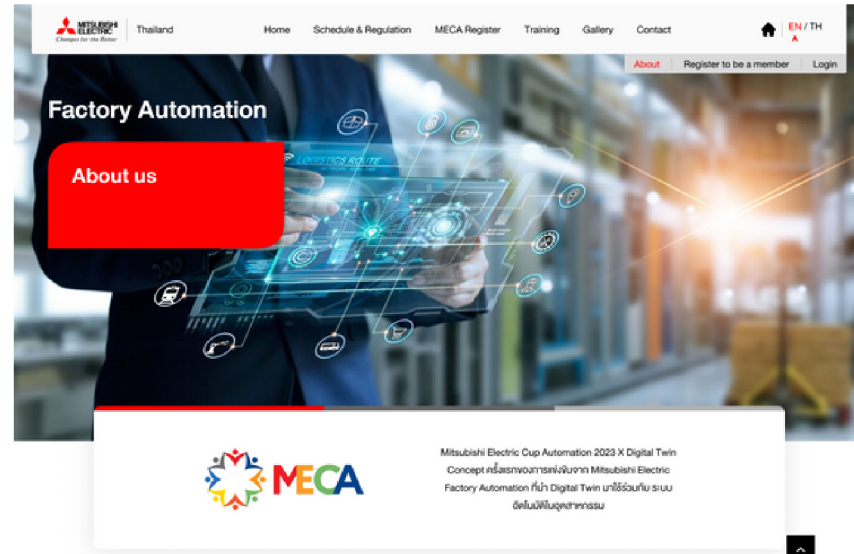 MITSUBISHI
ELECTRIC
Changes for the Better
Thailand
Home
Schedule & Regulation
MECA Register
Training
Gallery
Contact
EN / TH
About
Register to be a member
Login
Factory Automation
About us
LOGISTICS ROUTE
MECA
Mitsubishi Electric Cup Automation 2023 X Digital Twin
Concept ครั้งแรกของการแข่งขันจาก Mitsubishi Electric
Factory Automation ที่นำ Digital Twin มาใช้ร่วมกับ ระบบ
อัตโนมัติในอุตสาหกรรม